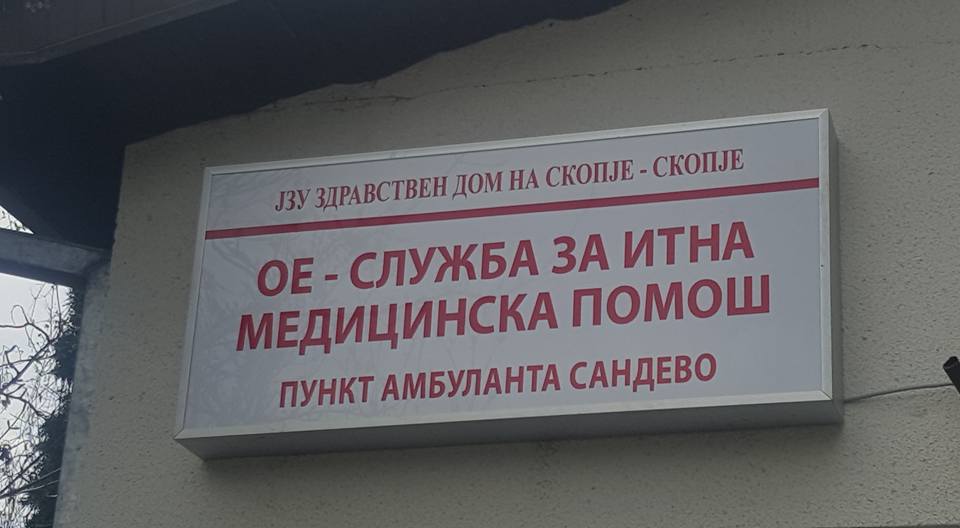 ЈЗУ ЗДРАВСТВЕН ДОМ НА СКОПЈЕ - СКОПЈЕ
ОЕ - СЛУЖБА ЗА ИТНА
МЕДИЦИНСКА ПОМОШ
ПУНКТ АМБУЛАНТА САНДЕВО